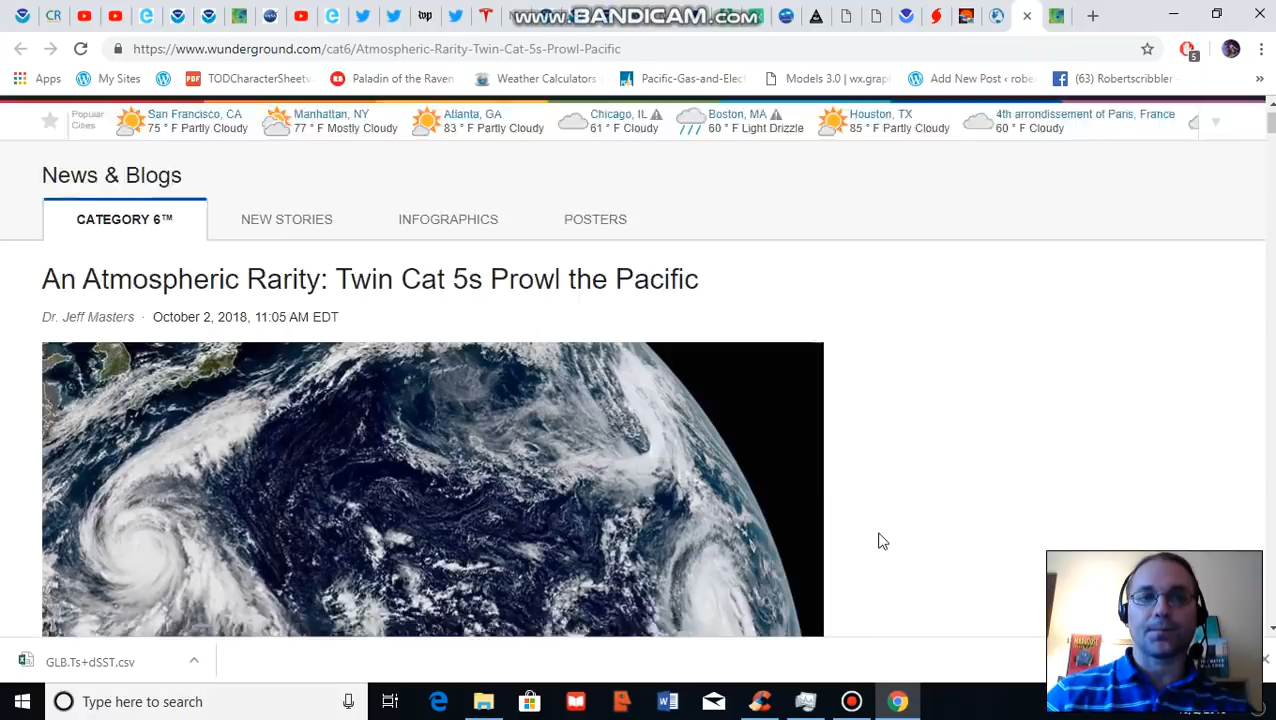 CR
wp
WWW.BANDICAM.COM
https://www.wunderground.com/cat6/Atmospheric-Rarity-Twin-Cat-5s-Prowl-Pacific
5
Apps My Sites TODCharacterSheetv Paladin of the Raven Weather Calculators Pacific-Gas-and-Elect Models 3.0 | wx.grap Add New Post ‹ robe (63) Robertscribbler
Popular Cities
San Francisco, CA
75 ° F Partly Cloudy
Manhattan, NY
77 ° F Mostly Cloudy
Atlanta, GA
83 ° F Partly Cloudy
Chicago, IL
61 ° F Cloudy
Boston, MA
60 ° F Light Drizzle
Houston, TX
85 ° F Partly Cloudy
4th arrondissement of Paris, France
60 ° F Cloudy
News & Blogs
CATEGORY 6™ NEW STORIES INFOGRAPHICS POSTERS
An Atmospheric Rarity: Twin Cat 5s Prowl the Pacific
Dr. Jeff Masters · October 2, 2018, 11:05 AM EDT
GLB.Ts+dSST.csv
Type here to search